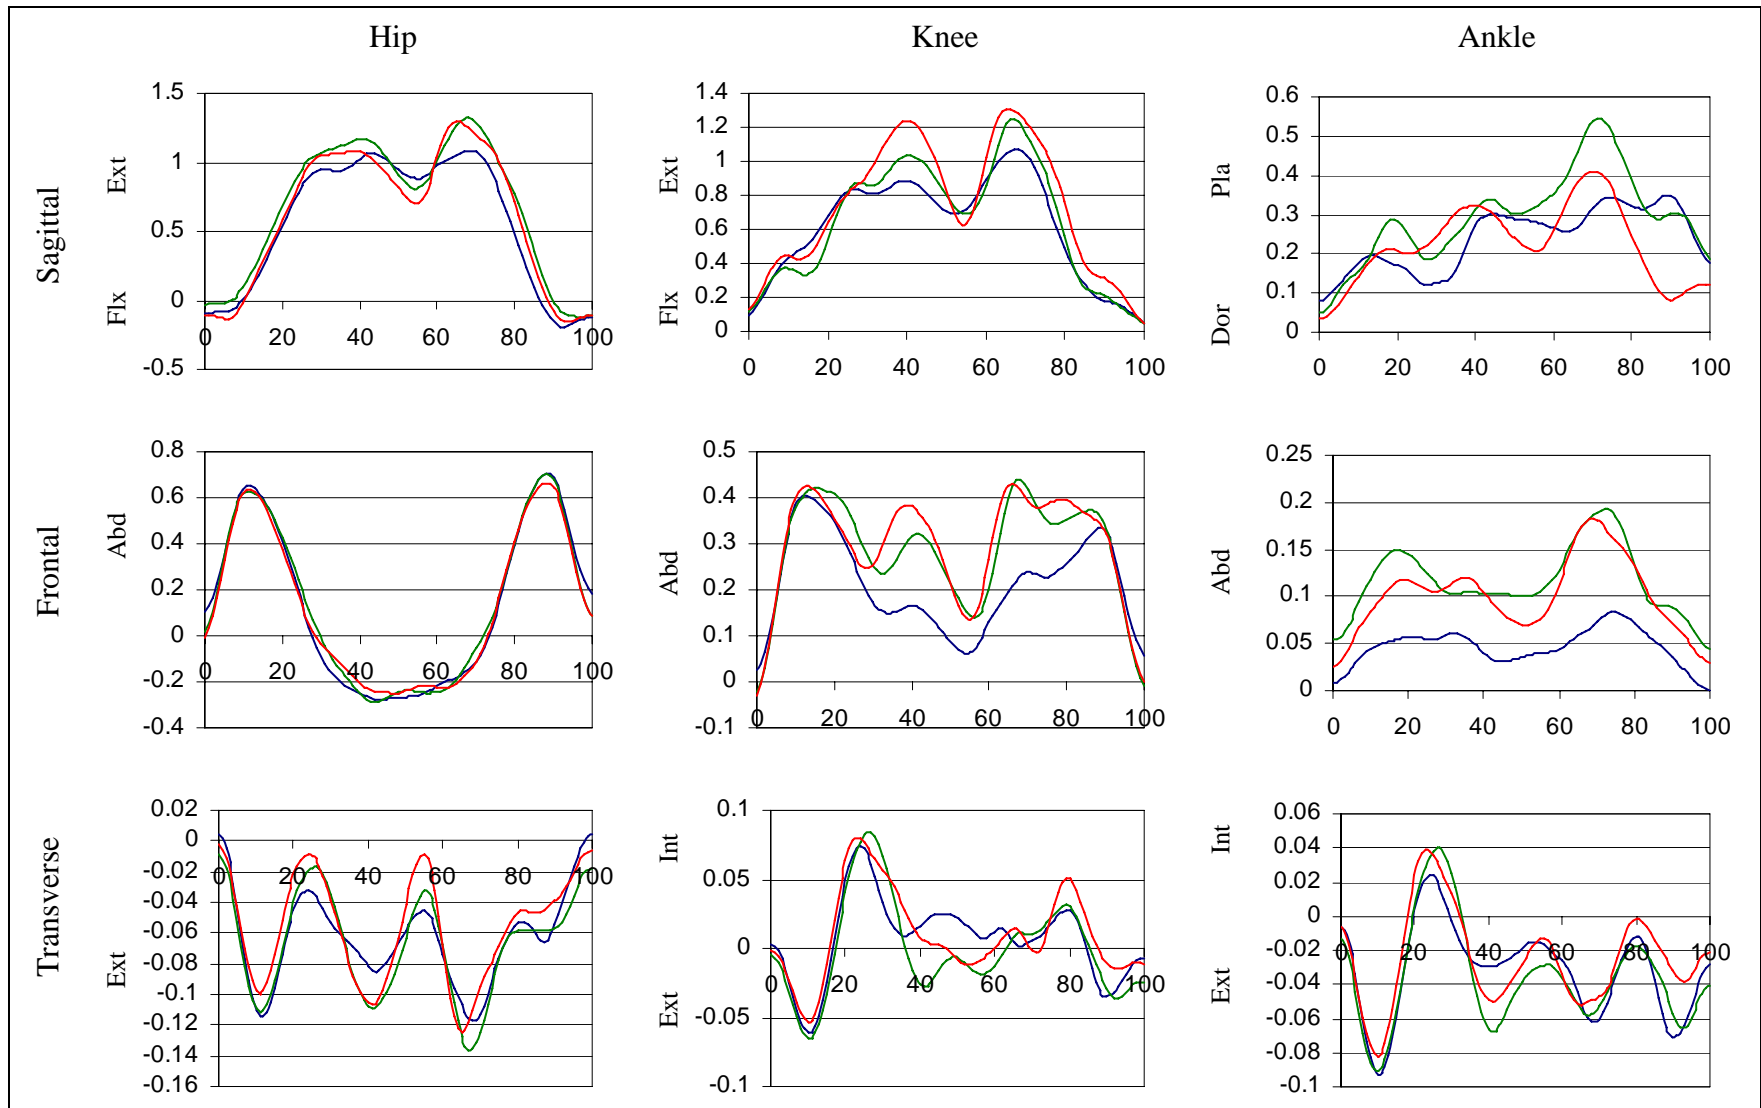 Hip Knee Ankle
Sagittal
Ext
Flx
1.5
1
0.5
0
-0.5
0 20 40 60 80 100
Ext
Flx
1.4
1.2
1
0.8
0.6
0.4
0.2
0
0 20 40 60 80 100
Pla
Dor
0.6
0.5
0.4
0.3
0.2
0.1
0
0 20 40 60 80 100
Frontal
Abd
0.8
0.6
0.4
0.2
0
-0.2
-0.4
0 20 40 60 80 100
Abd
0.5
0.4
0.3
0.2
0.1
0
-0.1
0 20 40 60 80 100
Abd
0.25
0.2
0.15
0.1
0.05
0
0 20 40 60 80 100
Transverse
Ext
0.02
0
-0.02
-0.04
-0.06
-0.08
-0.1
-0.12
-0.14
-0.16
0 20 40 60 80 100
Int
Ext
0.1
0.05
0
-0.05
-0.1
0 20 40 60 80 100
Int
Ext
0.06
0.04
0.02
0
-0.02
-0.04
-0.06
-0.08
-0.1
0 20 40 60 80 100